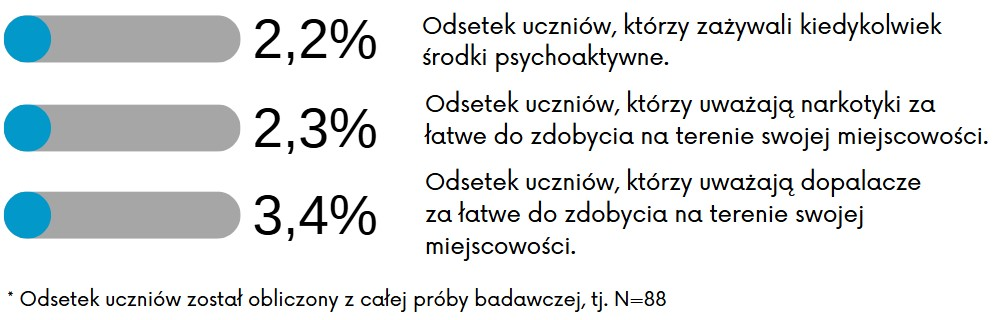 2,2%
Odsetek uczniów, którzy zażywali kiedykolwiek
środki psychoaktywne.
2,3%
Odsetek uczniów, którzy uważają narkotyki za
łatwe do zdobycia na terenie swojej miejscowości.
3,4%
Odsetek uczniów, którzy uważają dopalacze
za łatwe do zdobycia na terenie swojej
miejscowości.
* Odsetek uczniów został obliczony z całej próby badawczej, tj. N=88